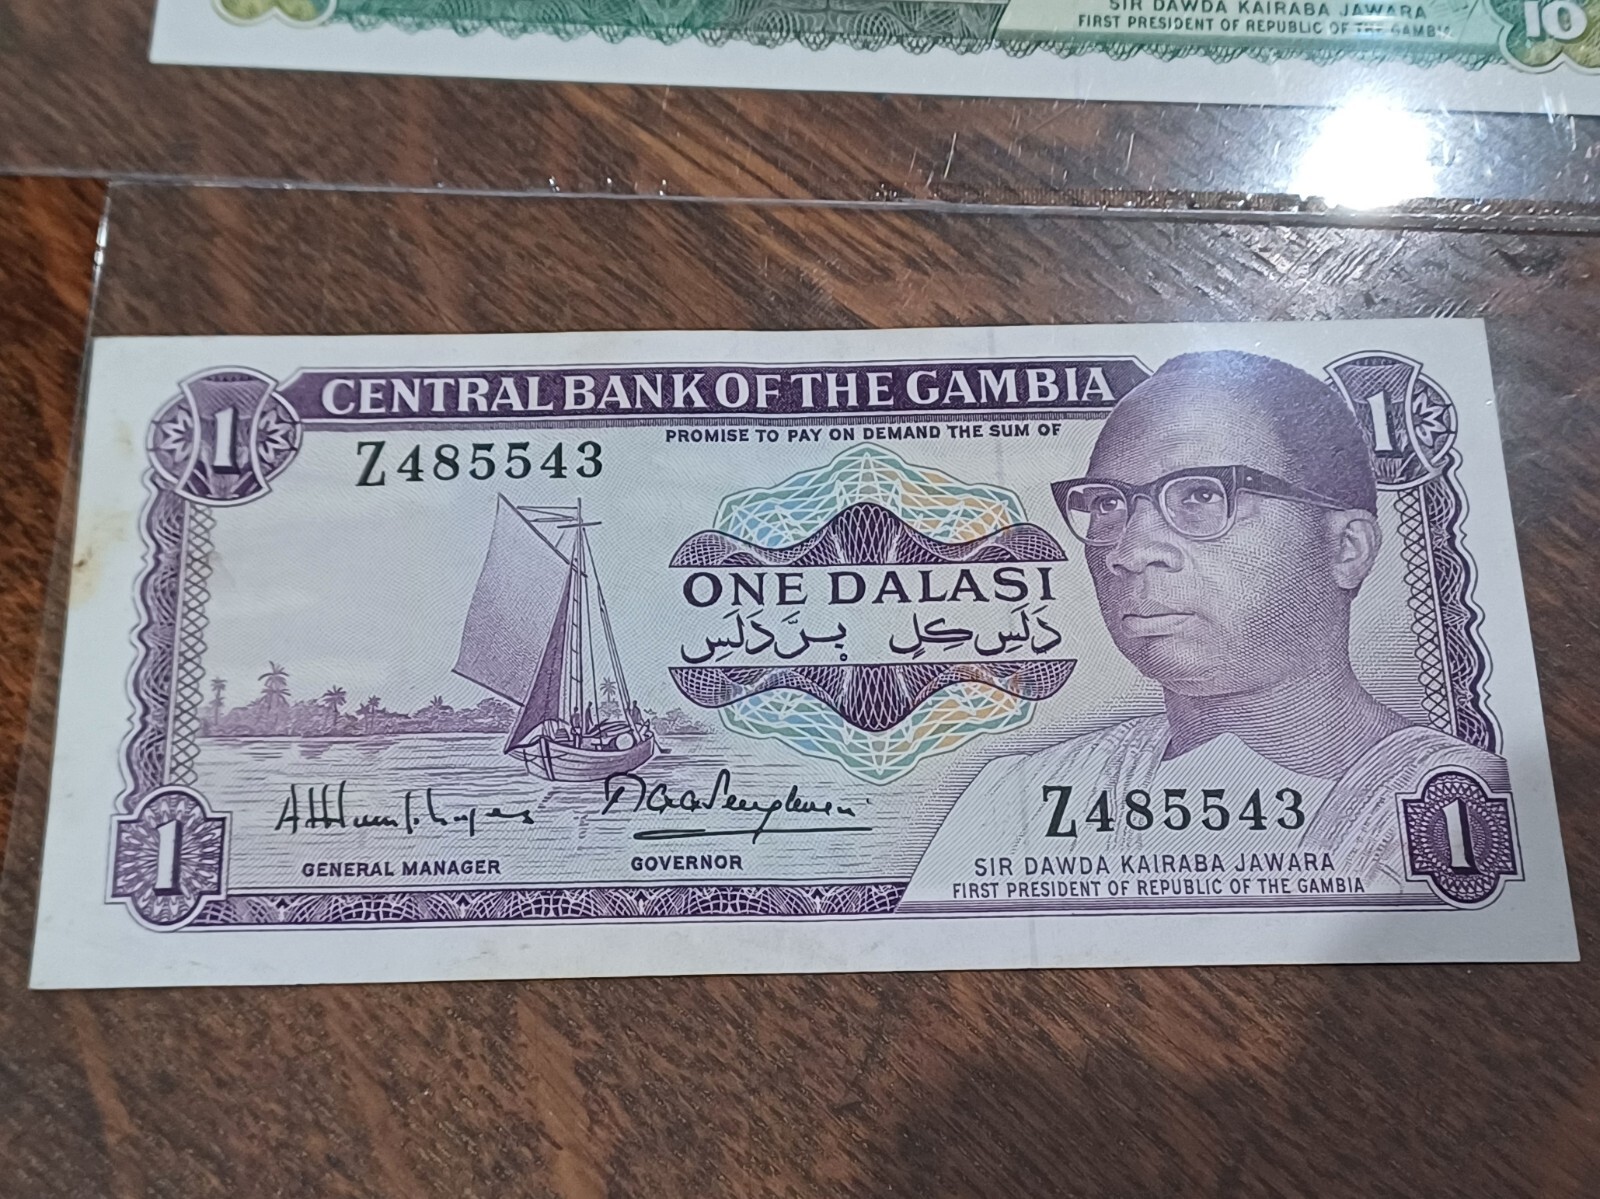 SIR DAWDA KAIRABA JAWARA
FIRST PRESIDENT OF REPUBLIC OF THE GAMBIA
10
1
CENTRAL BANK OF THE GAMBIA
1
PROMISE TO PAY ON DEMAND THE SUM OF
Z485543
ONE DALASI
دَلَسِ كِلِ بِرَّ دَلَسِ
Z485543
1
GENERAL MANAGER
GOVERNOR
SIR DAWDA KAIRABA JAWARA
FIRST PRESIDENT OF REPUBLIC OF THE GAMBIA
1